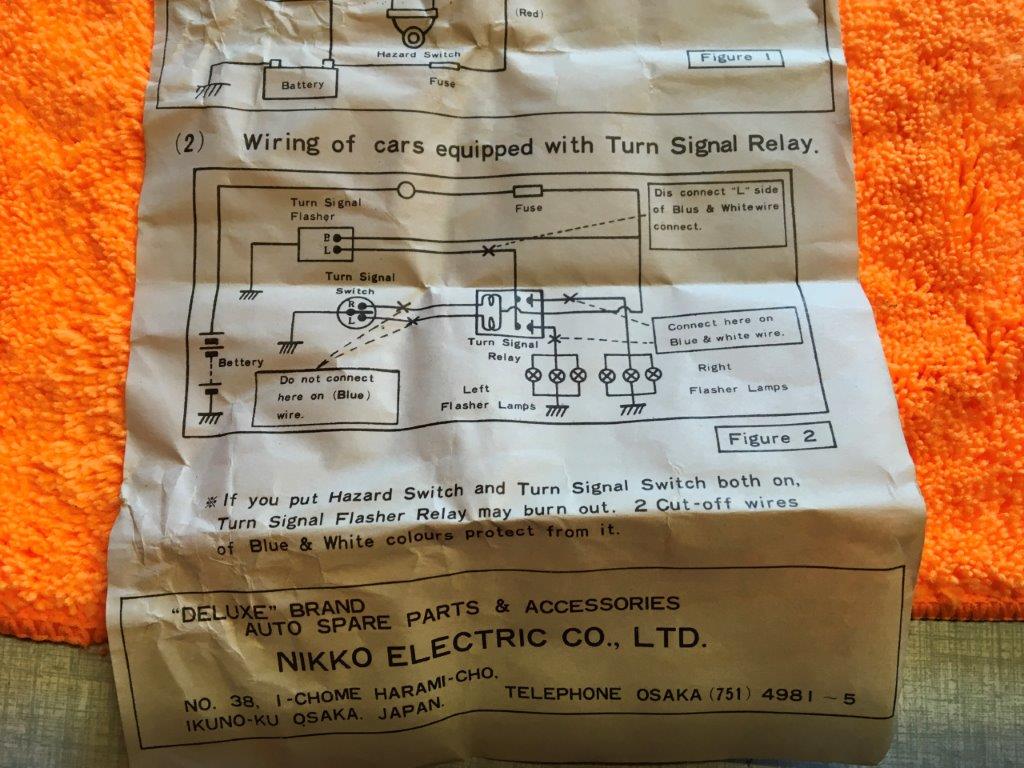 (Red)
Hazard Switch
Figure 1
Battery
Fuse
(2) Wiring of cars equipped with Turn Signal Relay.
Turn Signal
Flasher
B
L
Fuse
Dis connect "L" side
of Blus & Whitewire
connect.
Turn Signal
Switch
R
L
Turn Signal
Relay
Connect here on
Blue & white wire.
Battery
Do not connect
here on (Blue)
wire.
Left
Flasher Lamps
Right
Flasher Lamps
Figure 2
※ If you put Hazard Switch and Turn Signal Switch both on,
Turn Signal Flasher Relay may burn out. 2 Cut-off wires
of Blue & White colours protect from it.
"DELUXE" BRAND
AUTO SPARE PARTS & ACCESSORIES
NIKKO ELECTRIC CO., LTD.
NO. 38, 1-CHOME HARAMI-CHO.
IKUNO-KU OSAKA. JAPAN.
TELEPHONE OSAKA (751) 4981~5